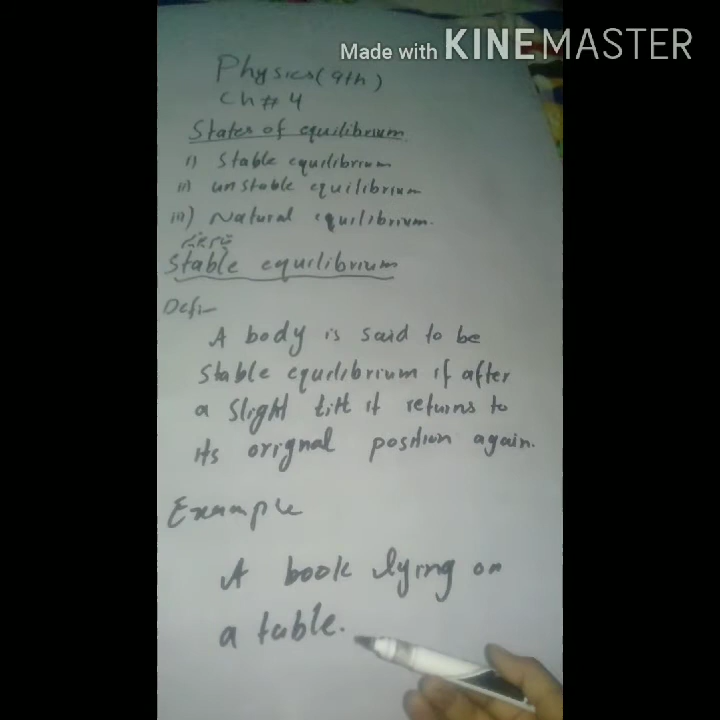 Made with KINEMASTER
Physics (9th)
Ch # 4
States of equilibrium
i) Stable equilibrium
ii) unstable equilibrium
iii) Natural equilibrium.
Stable equilibrium
Def:-
A body is said to be
stable equilibrium if after
a slight tilt it returns to
its orignal position again.
Example
A book lying on
a table.